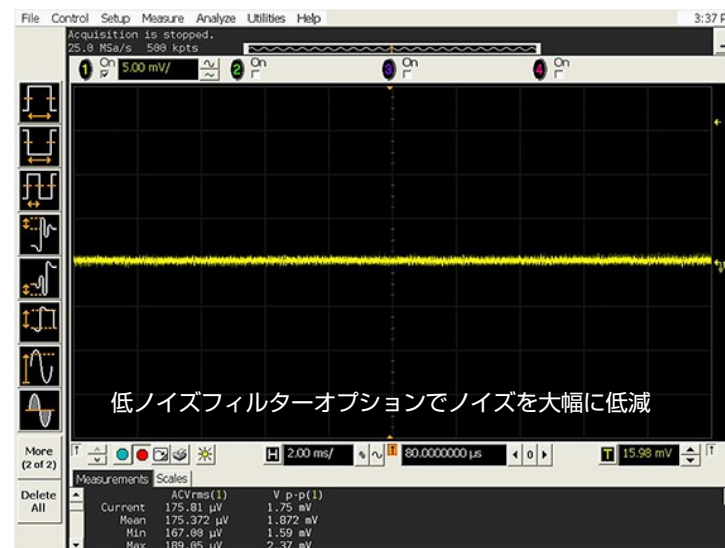 File Control Setup Measure Analyze Utilities Help 3:37 P
Acquisition is stopped.
25.0 MSa/s 500 kpts
1 On 5.00 mV/ 2 On 3 On 4 On
低ノイズフィルターオプションでノイズを大幅に低減
More
(2 of 2)
Delete
All
H 2.00 ms/ 80.0000000 µs 0 T 15.98 mV
Measurements Scales
ACVrms(1) V p-p(1)
Current 175.81 µV 1.75 mV
Mean 175.372 µV 1.872 mV
Min 167.00 µV 1.59 mV
Max 189.05 µV 2.37 mV